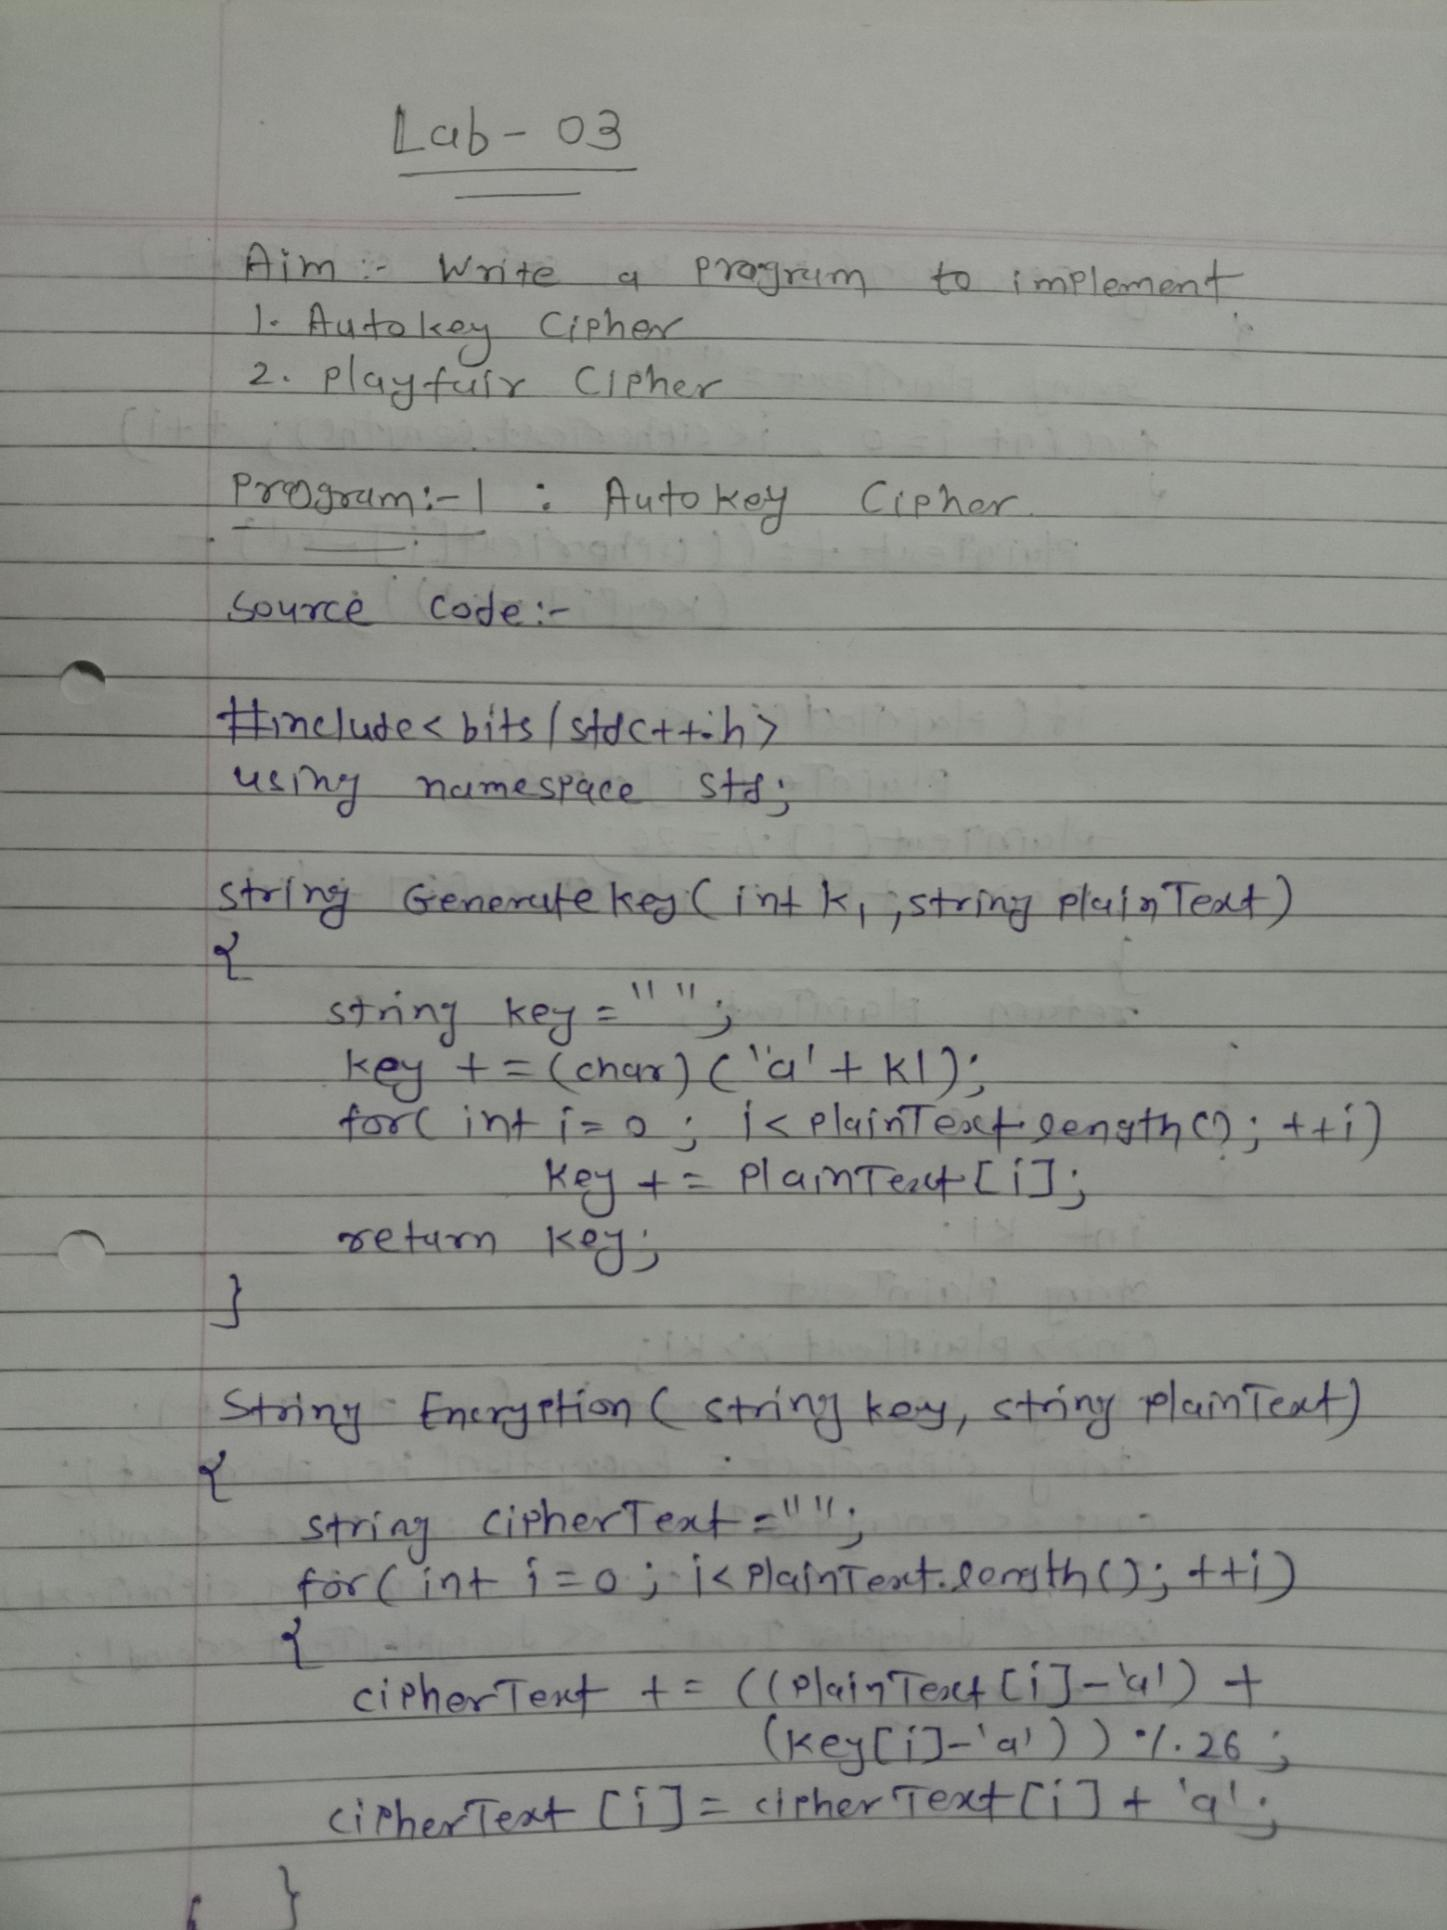 Lab - 03
Aim :- Write a program to implement
1. Autokey Cipher
2. Playfair Cipher
Program:-1 : Autokey Cipher
Source Code:-
#include<bits/stdc++.h>
using namespace std;
string GenerateKey(int k1, string plainText)
{
string key = "";
key += (char)('a' + k1);
for(int i=0; i<plainText.length(); ++i)
key += plainText[i];
return key;
}
String Encryption(string key, string plainText)
{
string cipherText = "";
for(int i=0; i<plainText.length(); ++i)
{
cipherText += ((plainText[i]-'a') +
(key[i]-'a')) % 26;
cipherText[i] = cipherText[i] + 'a';
}